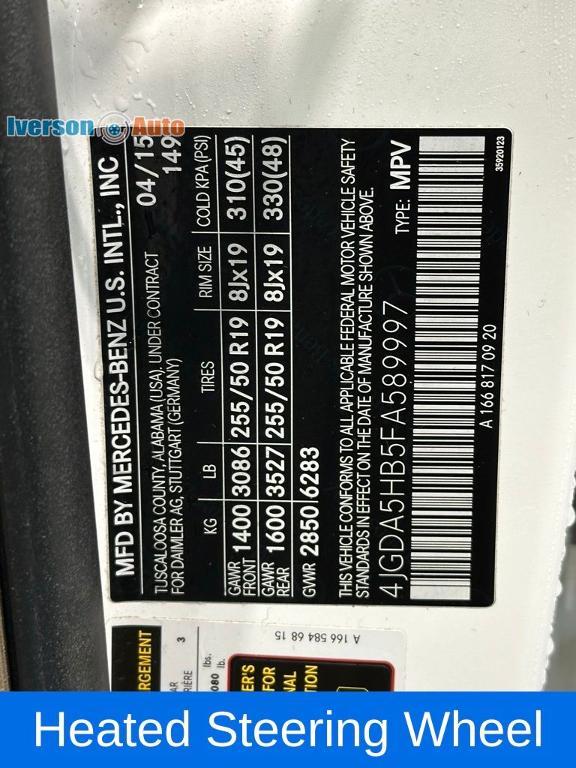 Iverson Auto
MFD BY MERCEDES-BENZ U.S. INTL., INC
04/15
TUSCALOOSA COUNTY, ALABAMA (USA), UNDER CONTRACT
149
FOR DAIMLER AG, STUTTGART (GERMANY)
KG LB TIRES RIM SIZE COLD KPA (PSI)
GAWR FRONT 1400 3086 255/50 R19 8Jx19 310(45)
GAWR REAR 1600 3527 255/50 R19 8Jx19 330(48)
GVWR 2850 6283
THIS VEHICLE CONFORMS TO ALL APPLICABLE FEDERAL MOTOR VEHICLE SAFETY
STANDARDS IN EFFECT ON THE DATE OF MANUFACTURE SHOWN ABOVE.
4JGDA5HB5FA589997 TYPE: MPV
A 166 817 09 20
35920123
A 166 584 68 15
3
lbs.
080 lb.
Heated Steering Wheel